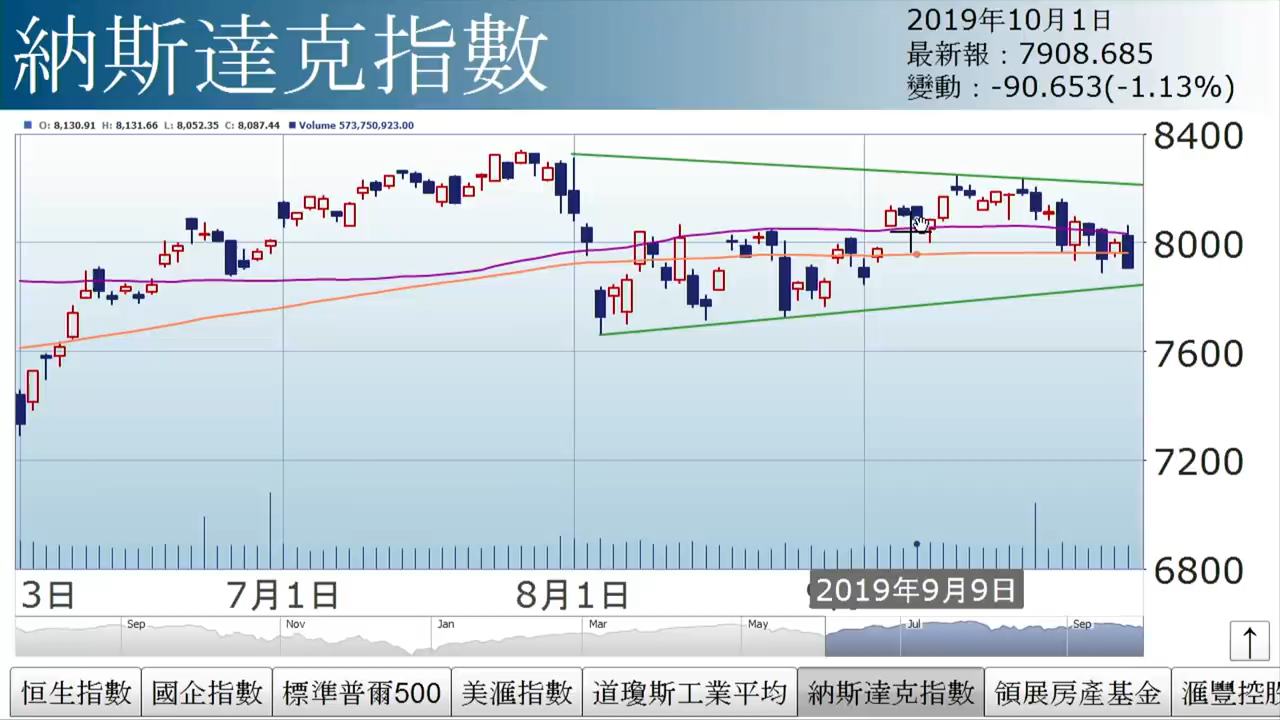 納斯達克指數
2019年10月1日
最新報：7908.685
變動：-90.653(-1.13%)
O: 8,130.91 H: 8,131.66 L: 8,052.35 C: 8,087.44 Volume 573,750,923.00
8400
8000
7600
7200
6800
3日 7月1日 8月1日 2019年9月9日
Sep Nov Jan Mar May Jul Sep
↑
恒生指數 國企指數 標準普爾500 美滙指數 道瓊斯工業平均 納斯達克指數 領展房產基金 滙豐控股